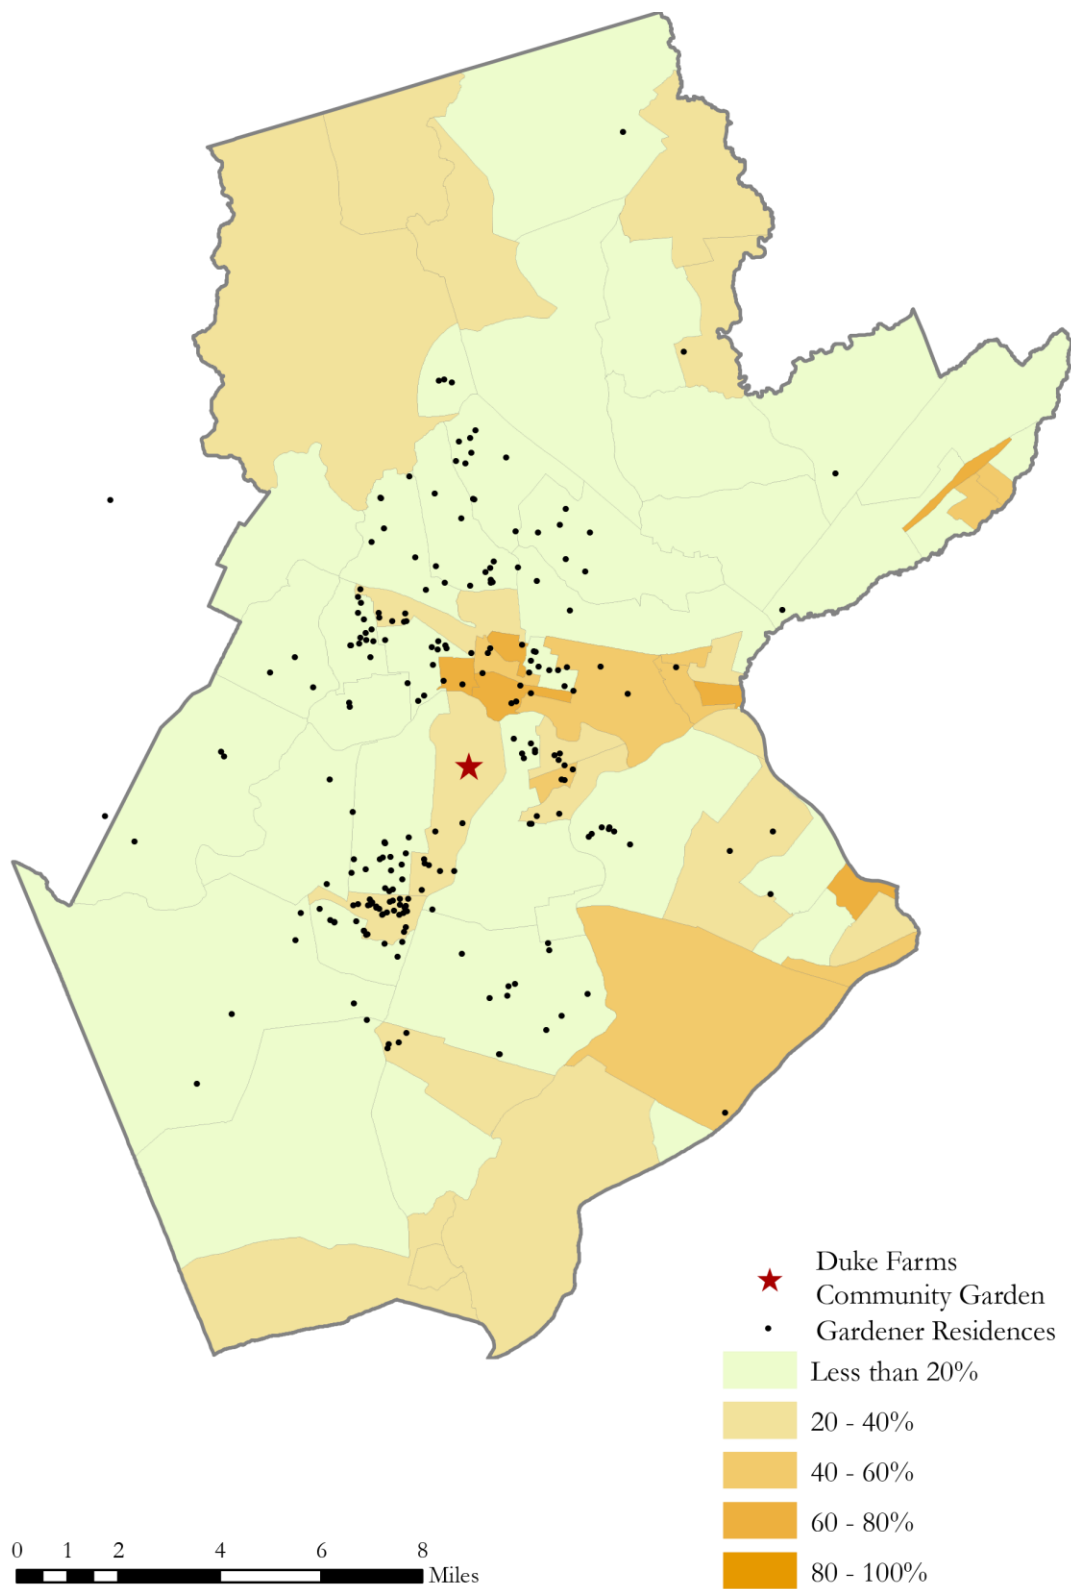 Duke Farms
Community Garden
Gardener Residences
Less than 20%
20 - 40%
40 - 60%
60 - 80%
80 - 100%
0 1 2 4 6 8
Miles